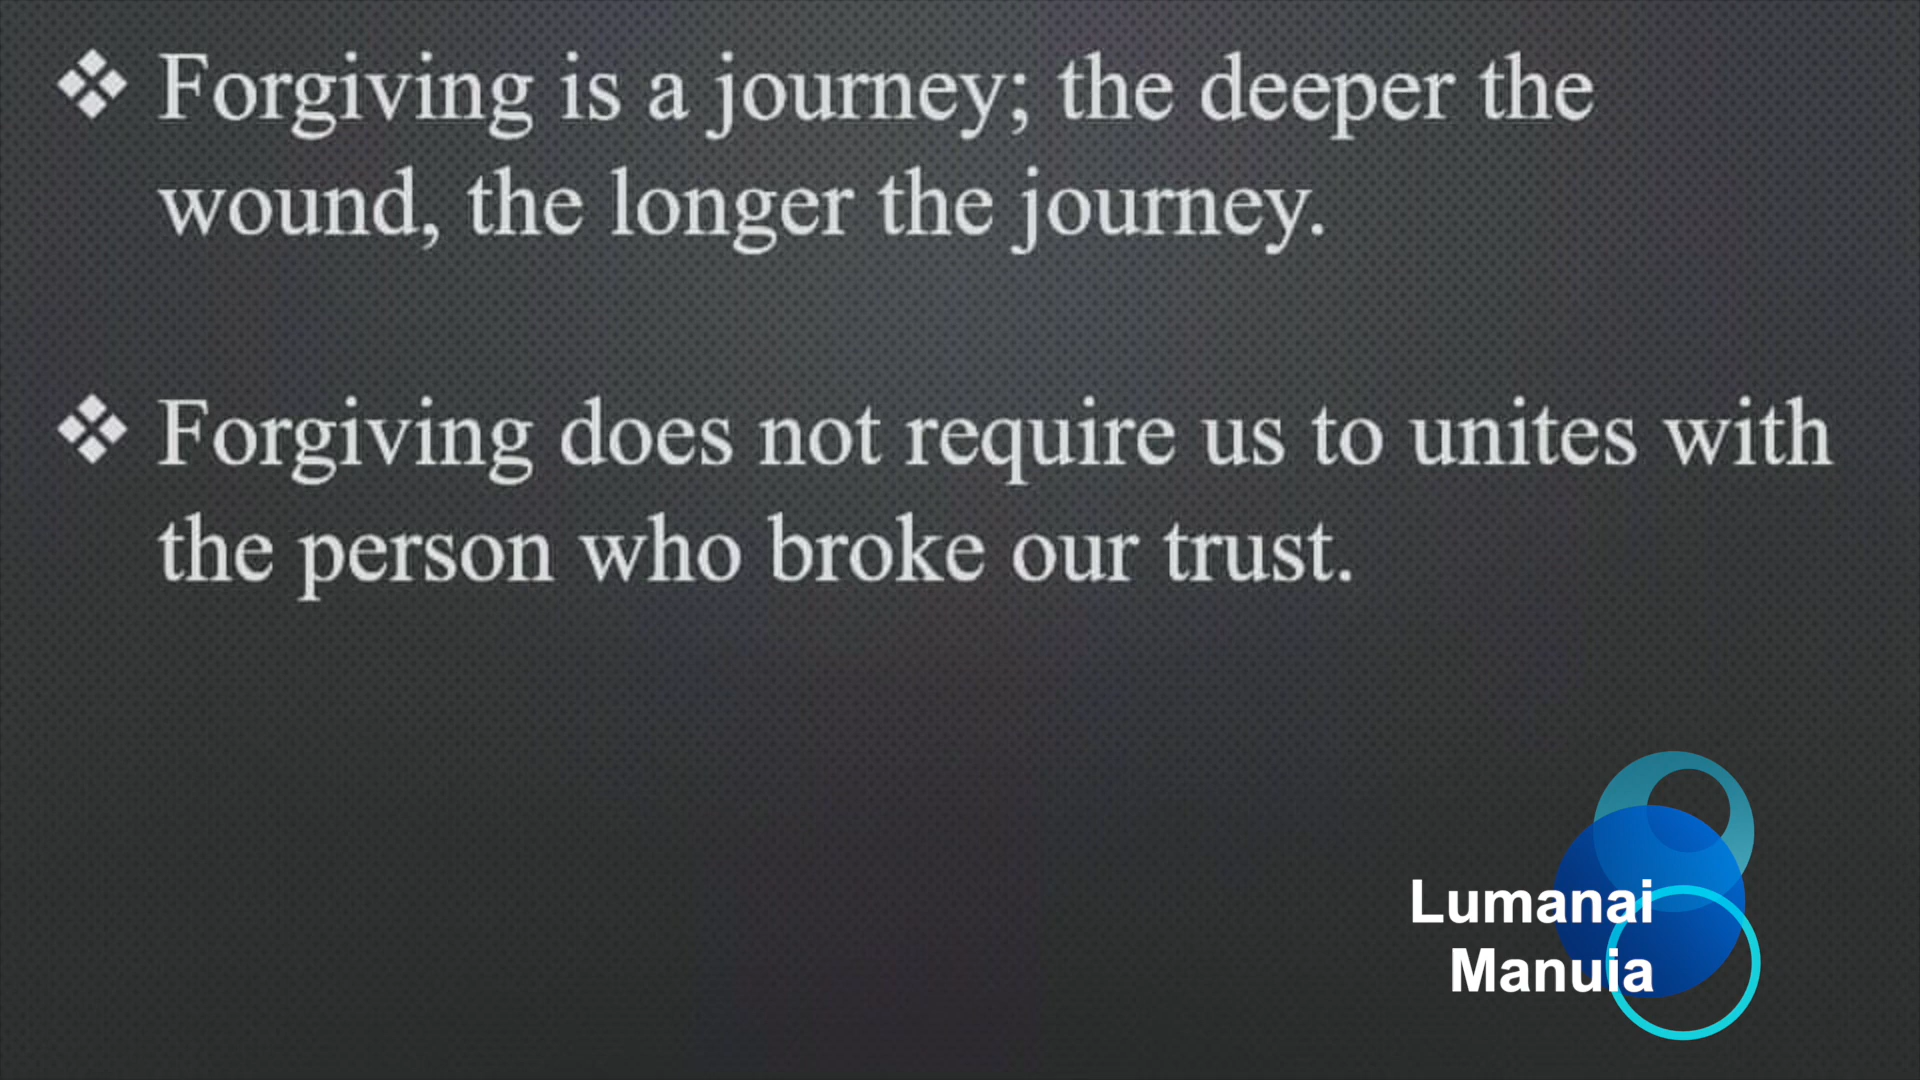 ❖ Forgiving is a journey; the deeper the
wound, the longer the journey.
❖ Forgiving does not require us to unites with
the person who broke our trust.
Lumanai
Manuia